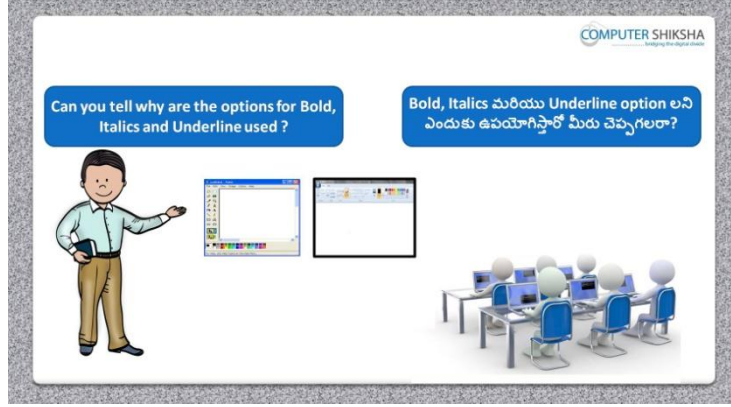 COMPUTER SHIKSHA
bridging the digital divide
Can you tell why are the options for Bold,
Italics and Underline used ?
Bold, Italics మరియు Underline option లని
ఎందుకు ఉపయోగిస్తారో మీరు చెప్పగలరా?